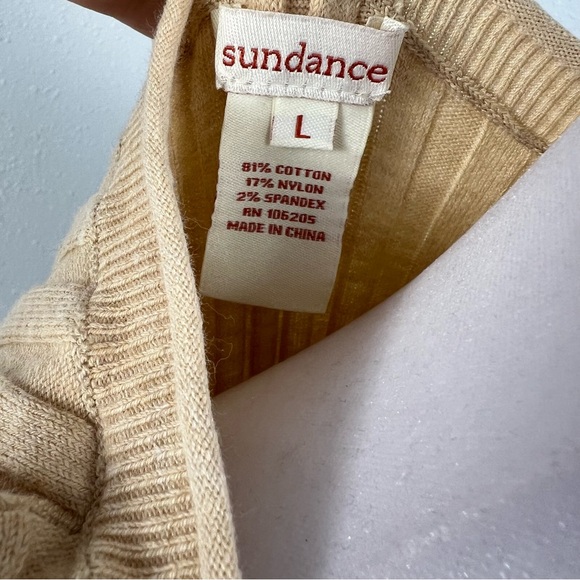 sundance
L
81% COTTON
17% NYLON
2% SPANDEX
RN 106205
MADE IN CHINA